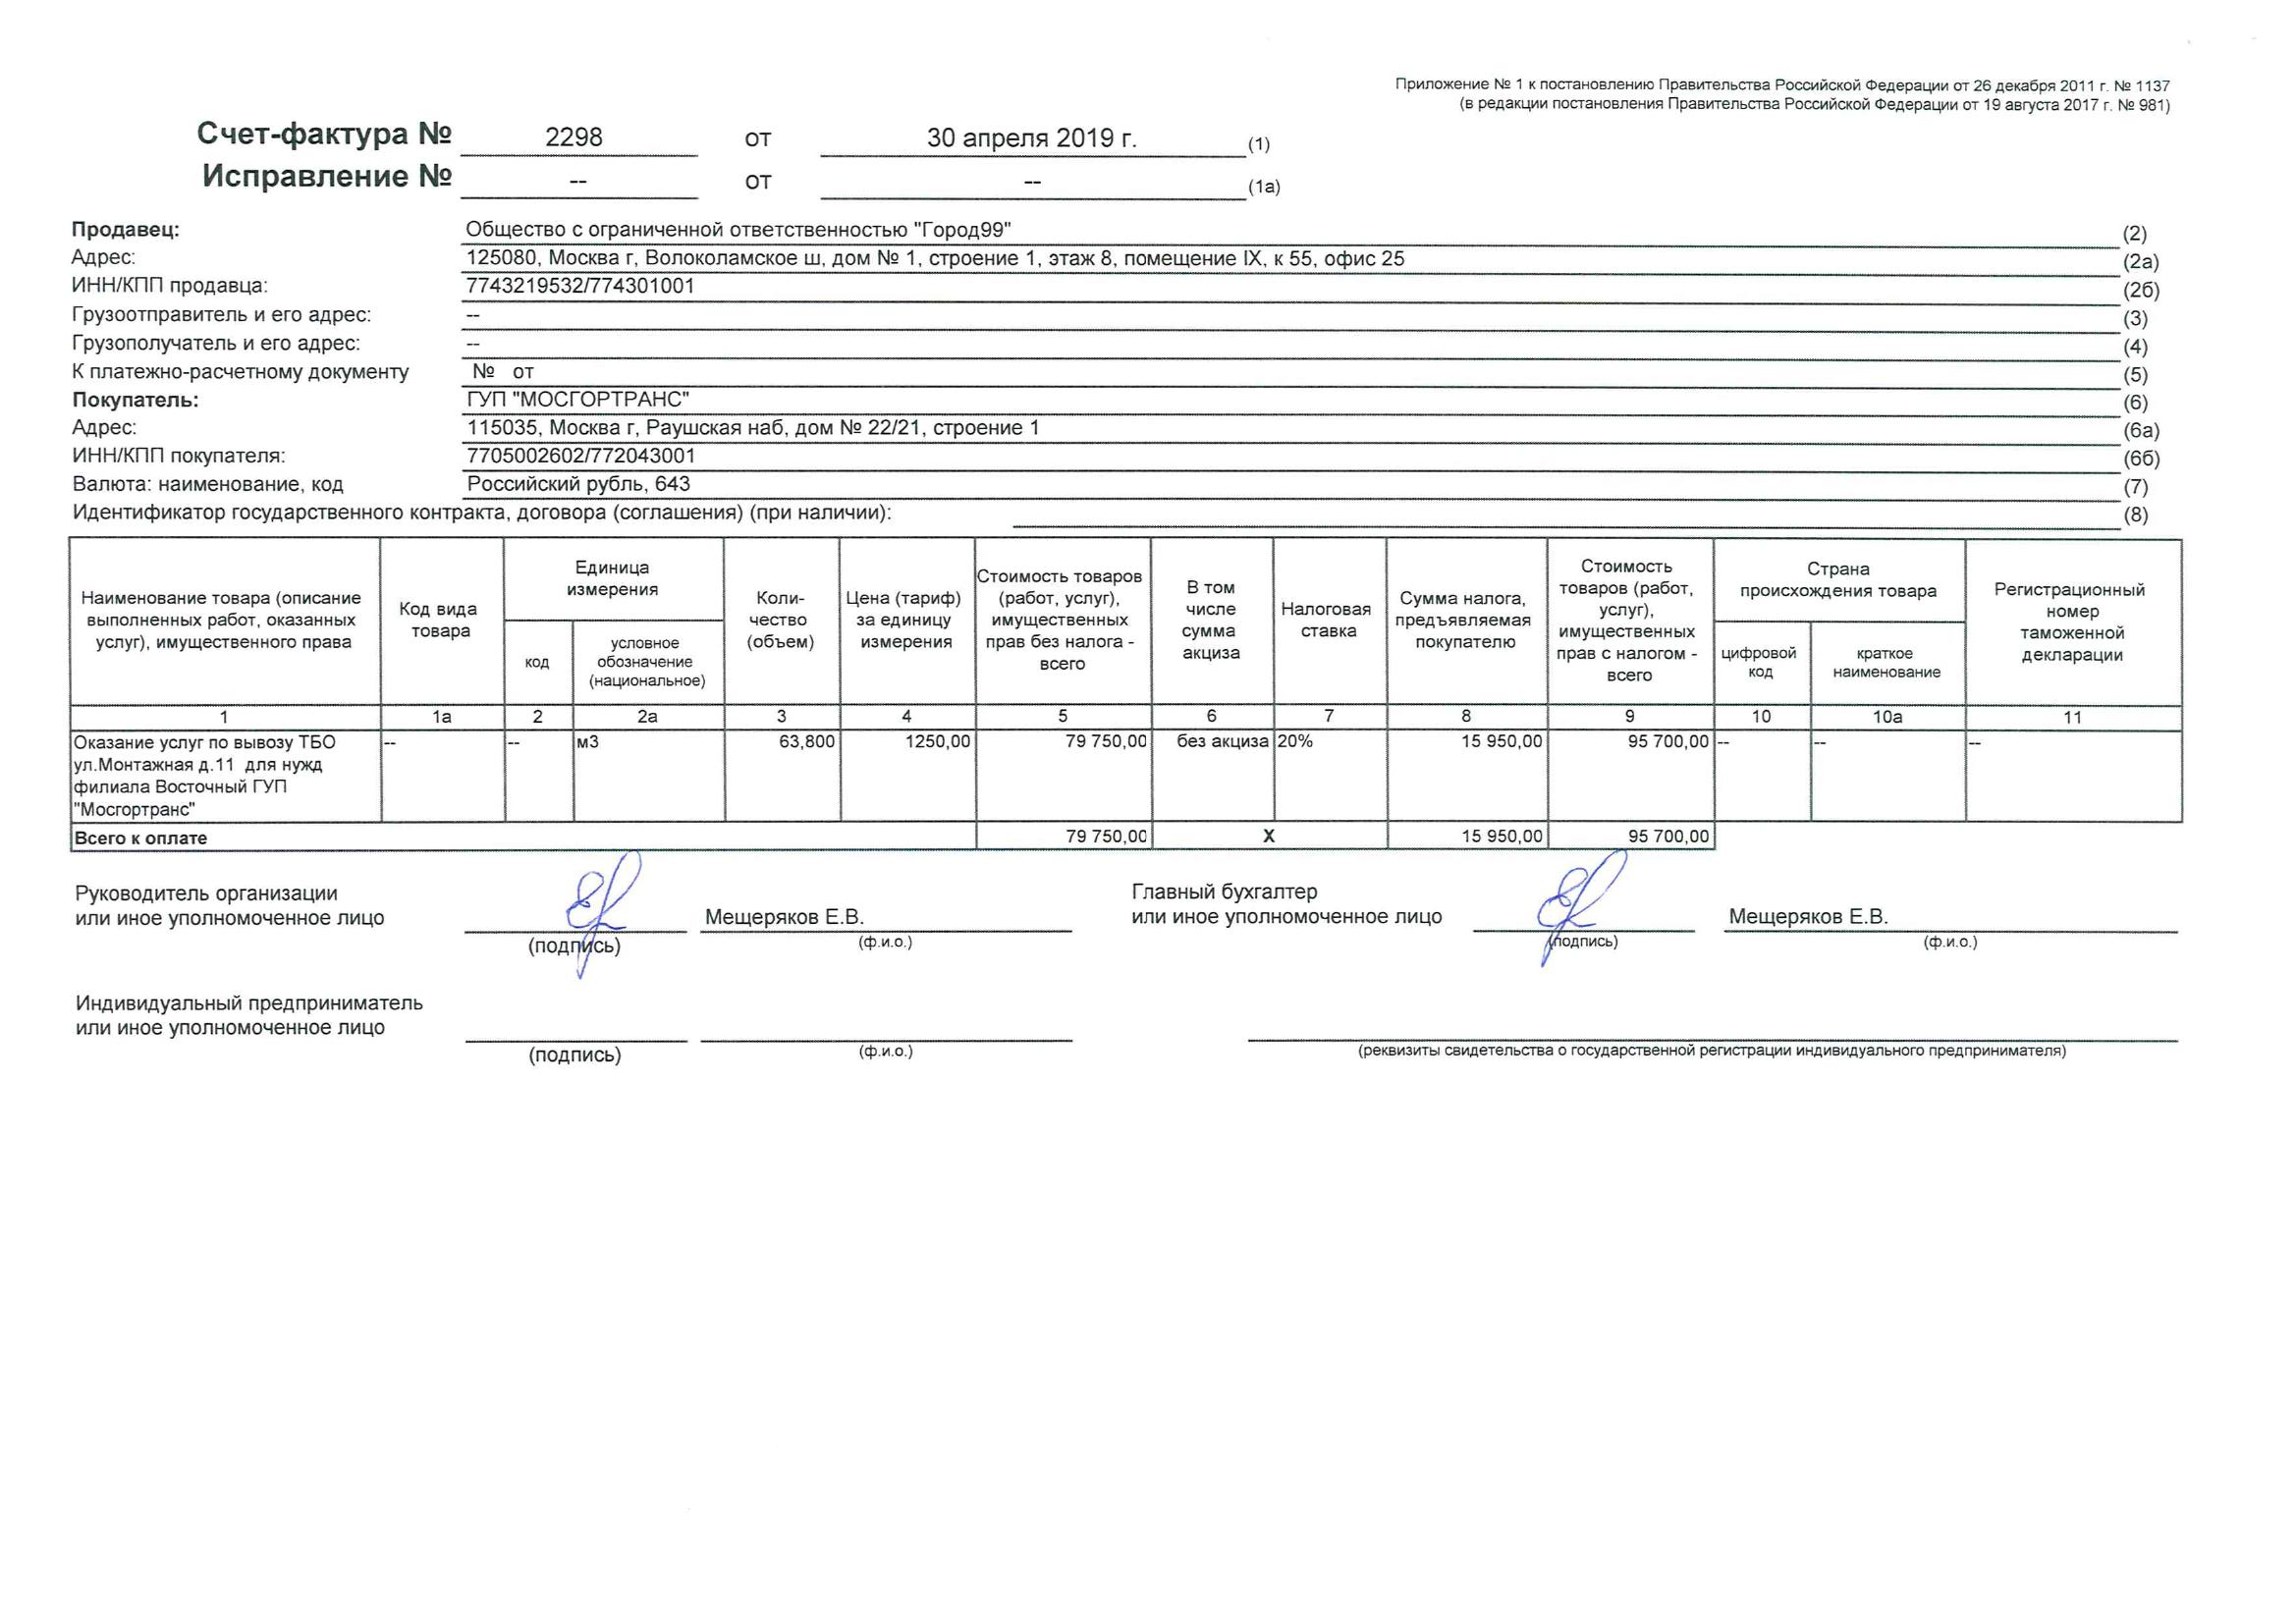 Приложение № 1 к постановлению Правительства Российской Федерации от 26 декабря 2011 г. № 1137
(в редакции постановления Правительства Российской Федерации от 19 августа 2017 г. № 981)
Счет-фактура № 2298 от 30 апреля 2019 г. (1)
Исправление № -- от -- (1а)
Продавец: Общество с ограниченной ответственностью "Город99" (2)
Адрес: 125080, Москва г, Волоколамское ш, дом № 1, строение 1, этаж 8, помещение IX, к 55, офис 25 (2а)
ИНН/КПП продавца: 7743219532/774301001 (2б)
Грузоотправитель и его адрес: -- (3)
Грузополучатель и его адрес: -- (4)
К платежно-расчетному документу № от (5)
Покупатель: ГУП "МОСГОРТРАНС" (6)
Адрес: 115035, Москва г, Раушская наб, дом № 22/21, строение 1 (6а)
ИНН/КПП покупателя: 7705002602/772043001 (6б)
Валюта: наименование, код Российский рубль, 643 (7)
Идентификатор государственного контракта, договора (соглашения) (при наличии): (8)
Наименование товара (описание
выполненных работ, оказанных
услуг), имущественного права
Код вида
товара
Единица
измерения
код
условное
обозначение
(национальное)
Коли-
чество
(объем)
Цена (тариф)
за единицу
измерения
Стоимость товаров
(работ, услуг),
имущественных
прав без налога -
всего
В том
числе
сумма
акциза
Налоговая
ставка
Сумма налога,
предъявляемая
покупателю
Стоимость
товаров (работ,
услуг),
имущественных
прав с налогом -
всего
Страна
происхождения товара
цифровой
код
краткое
наименование
Регистрационный
номер
таможенной
декларации
1 1а 2 2а 3 4 5 6 7 8 9 10 10а 11
Оказание услуг по вывозу ТБО -- -- м3 63,800 1250,00 79 750,00 без акциза 20% 15 950,00 95 700,00 -- -- --
ул.Монтажная д.11 для нужд
филиала Восточный ГУП
"Мосгортранс"
Всего к оплате 79 750,00 Х 15 950,00 95 700,00
Руководитель организации
или иное уполномоченное лицо Мещеряков Е.В.
(подпись) (ф.и.о.)
Главный бухгалтер
или иное уполномоченное лицо Мещеряков Е.В.
(подпись) (ф.и.о.)
Индивидуальный предприниматель
или иное уполномоченное лицо
(подпись) (ф.и.о.) (реквизиты свидетельства о государственной регистрации индивидуального предпринимателя)